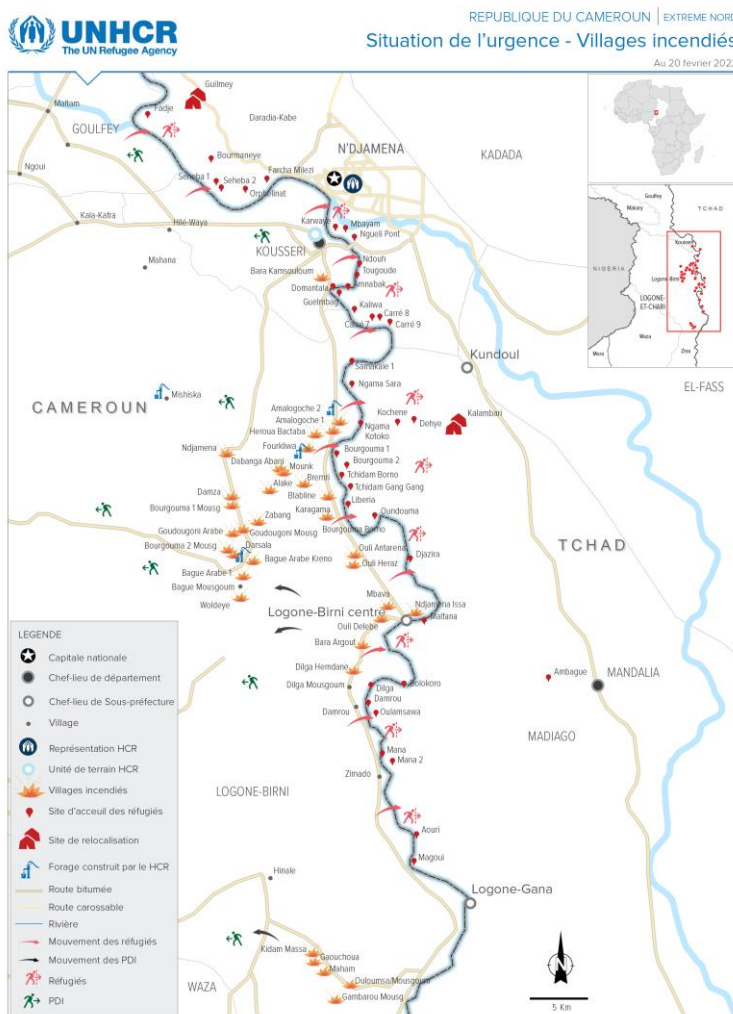 UNHCR
The UN Refugee Agency
REPUBLIQUE DU CAMEROUN | EXTREME NORD
Situation de l'urgence - Villages incendiés
Au 20 fevrier 2022
Guilmey
Fadje
Maltam
GOULFEY
Daradia-Kabe
N'DJAMENA
KADADA
Bourmaneye
Farcha Milezi
Ngoui
Seheba 1
Seheba 2
Orphelinat
Karwaye
Mbayam
Ngueli Pont
Kala-Kafra
Hilé-Waya
KOUSSERI
Mahana
Ndouh
Tougoude
Bara Kamsouloum
Domantala
Amnabak
Guelmbag
Kaliwa
Carré 8
Carré 7
Carré 9
Samakale 1
Kundoul
EL-FASS
Ngama Sara
CAMEROUN
Mishiska
Amalogoche 2
Amalogoche 1
Kochene
Dehye
Kalambari
Heroua Bactaba
Ngama
Kotoko
Ndjamena
Fourkliwa
Bourgouma 1
Dabanga Abani
Mounk
Bourgouma 2
Bremri
Tchidam Borno
Alake
Damza
Blabline
Tchidam Gang Gang
Bourgouma 1 Mousg
Karagama
Liberia
Zabang
Oundouma
Bourgouma Borno
Goudougoni Arabe
Goudougoni Mousg
TCHAD
Bourgouma 2 Mousg
Darsala
Ouli Antarena
Djazira
Bague Arabe Kreno
Ouli Heraz
Bague Arabe 1
Bague Mousgoum
Mbava
Woldeye
Logone-Birni centre
Ndjamena Issa
Malfana
Ouli Delebe
Bara Argout
Dilga Hemdane
Ambague
MANDALIA
Dilga Mousgoum
Dilga
Bolokoro
Damrou
Damrou
Oulamsawa
MADIAGO
Mana
Mana 2
Zimado
LOGONE-BIRNI
Aouri
Magoui
Hinale
Logone-Gana
Kidam Massa
Gaouchoua
Maham
WAZA
Ouloumsa/Mousgoum
Gambarou Mousg
5 Km
N
Goulfey
Makary
TCHAD
Kousseri
NIGERIA
Logone-Birni
LOGONE-
ET-CHARI
Waza
Mora
Zina
LEGENDE
Capitale nationale
Chef-lieu de département
Chef-lieu de Sous-préfecture
Village
Représentation HCR
Unité de terrain HCR
Villages incendiés
Site d'acceuil des réfugiés
Site de relocalisation
Forage construit par le HCR
Route bitumée
Route carossable
Rivière
Mouvement des réfugiés
Mouvement des PDI
Réfugiés
PDI